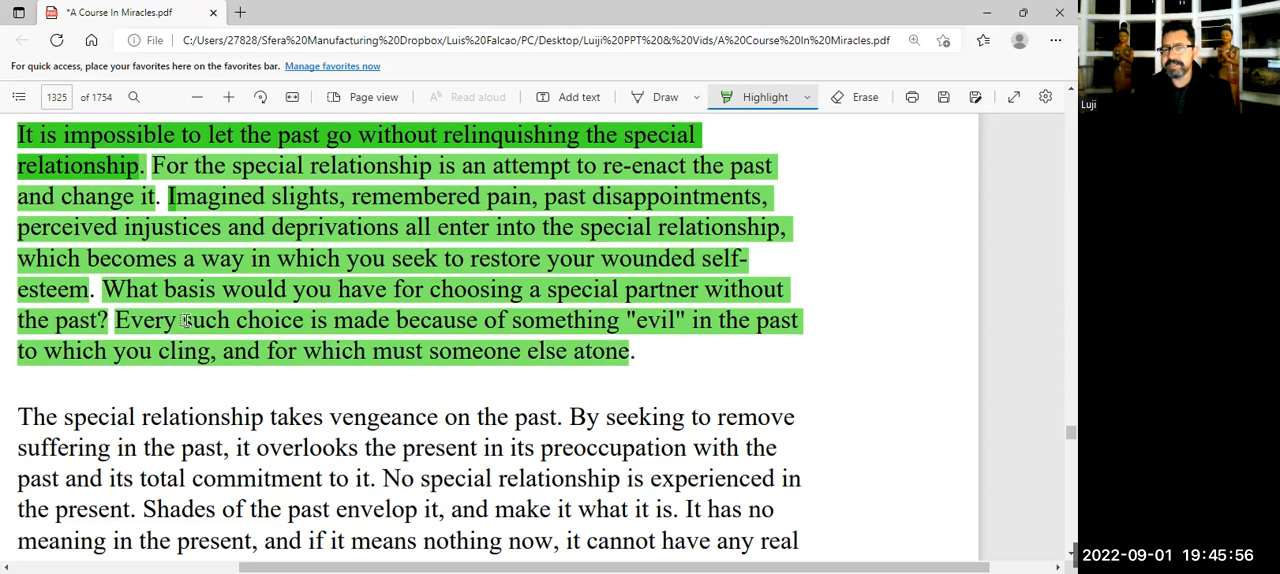 *A Course In Miracles.pdf
File C:/Users/27828/Sfera%20Manufacturing%20Dropbox/Luis%20Falcao/PC/Desktop/Luiji%20PPT%20&%20Vids/A%20Course%20In%20Miracles.pdf
For quick access, place your favorites here on the favorites bar. Manage favorites now
1325 of 1754 Page view Read aloud Add text Draw Highlight Erase
It is impossible to let the past go without relinquishing the special
relationship. For the special relationship is an attempt to re-enact the past
and change it. Imagined slights, remembered pain, past disappointments,
perceived injustices and deprivations all enter into the special relationship,
which becomes a way in which you seek to restore your wounded self-
esteem. What basis would you have for choosing a special partner without
the past? Every such choice is made because of something "evil" in the past
to which you cling, and for which must someone else atone.
The special relationship takes vengeance on the past. By seeking to remove
suffering in the past, it overlooks the present in its preoccupation with the
past and its total commitment to it. No special relationship is experienced in
the present. Shades of the past envelop it, and make it what it is. It has no
meaning in the present, and if it means nothing now, it cannot have any real
Luji
2022-09-01 19:45:56